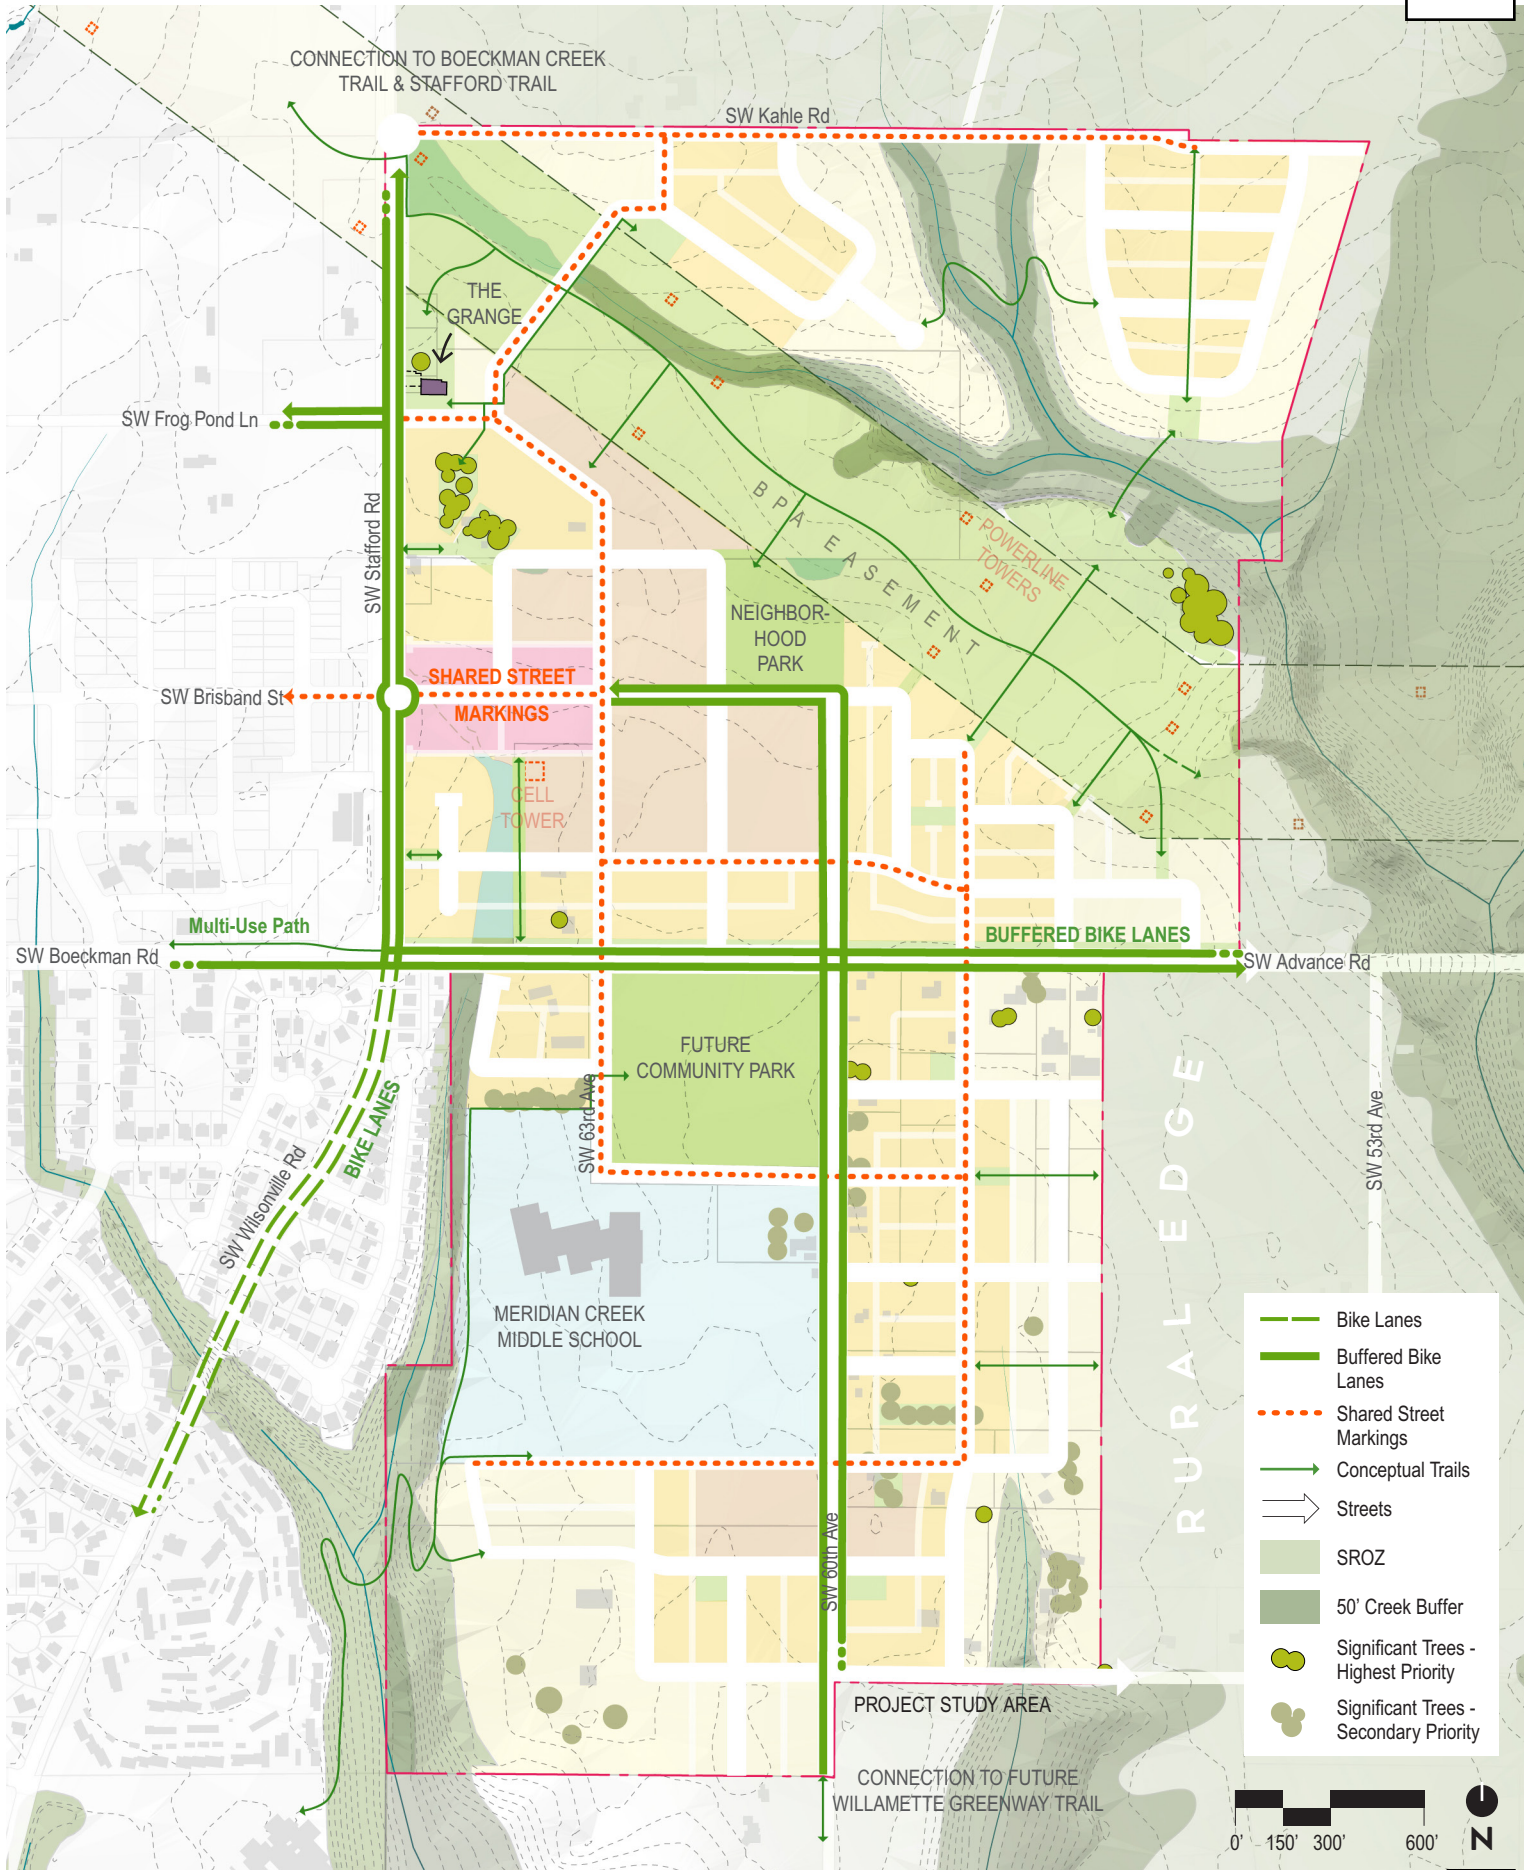 CONNECTION TO BOECKMAN CREEK
TRAIL & STAFFORD TRAIL
SW Kahle Rd
THE
GRANGE
SW Frog Pond Ln
SW Stafford Rd
BPA EASEMENT
POWERLINE
TOWERS
NEIGHBOR-
HOOD
PARK
SHARED STREET
MARKINGS
SW Brisband St
CELL
TOWER
Multi-Use Path
SW Boeckman Rd
BUFFERED BIKE LANES
SW Advance Rd
FUTURE
COMMUNITY PARK
SW 63rd Ave
BIKE LANES
SW Wilsonville Rd
RURAL EDGE
SW 53rd Ave
MERIDIAN CREEK
MIDDLE SCHOOL
SW 60th Ave
PROJECT STUDY AREA
CONNECTION TO FUTURE
WILLAMETTE GREENWAY TRAIL
Bike Lanes
Buffered Bike
Lanes
Shared Street
Markings
Conceptual Trails
Streets
SROZ
50' Creek Buffer
Significant Trees -
Highest Priority
Significant Trees -
Secondary Priority
0' 150' 300' 600'
N